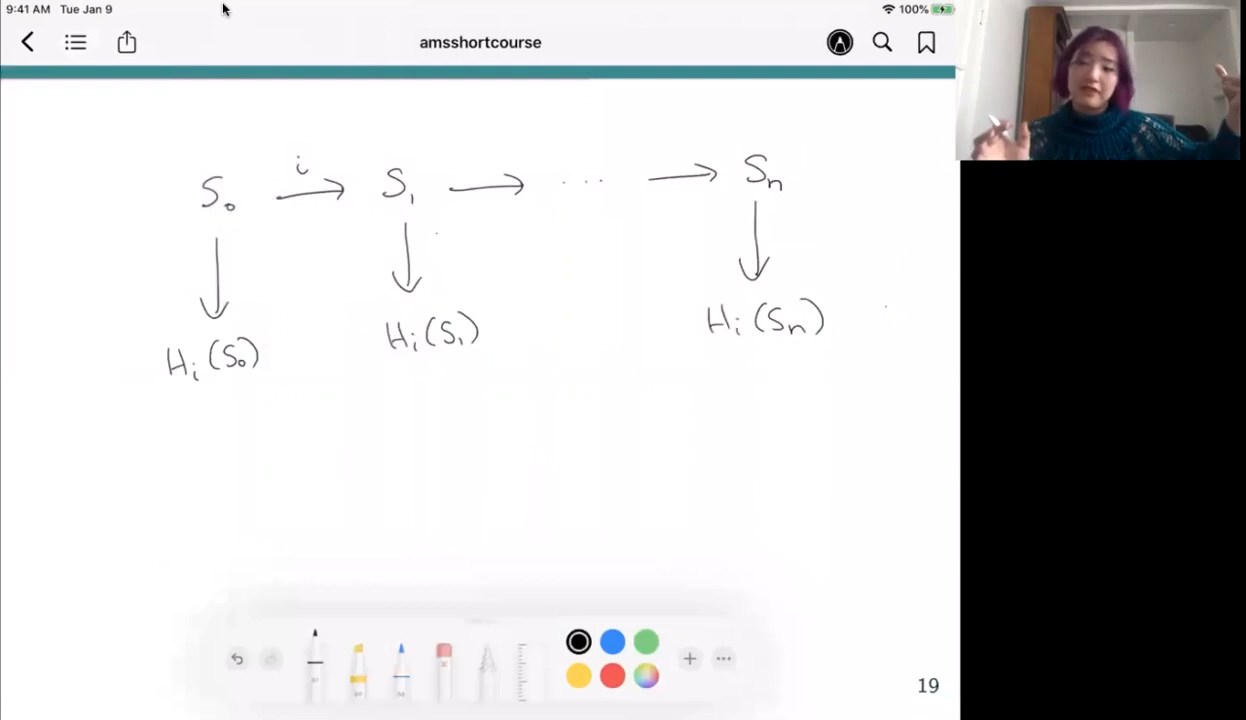 9:41 AM Tue Jan 9
100%
amsshortcourse
S₀ →ⁱ S₁ → ... → Sₙ
↓ ↓ ↓
Hᵢ(S₀) Hᵢ(S₁) Hᵢ(Sₙ)
19